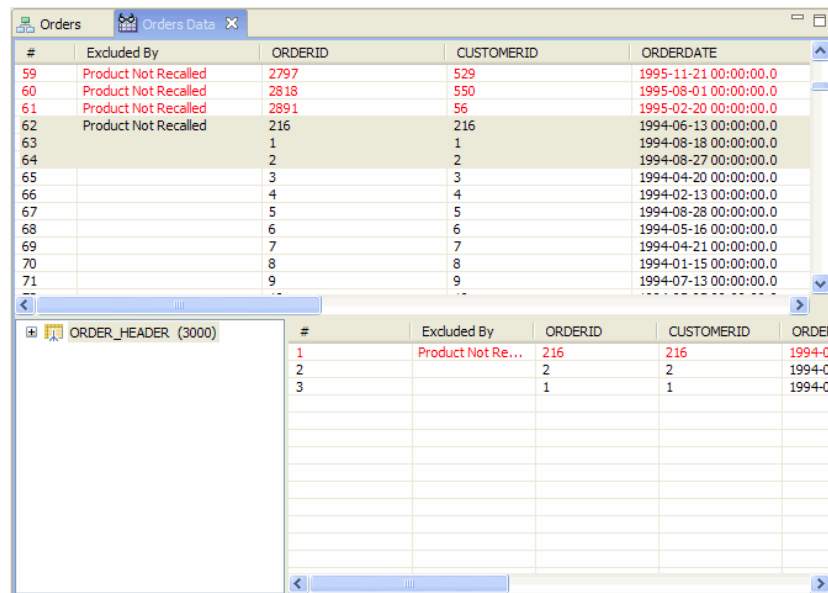 Orders Orders Data
# Excluded By ORDERID CUSTOMERID ORDERDATE
59 Product Not Recalled 2797 529 1995-11-21 00:00:00.0
60 Product Not Recalled 2818 550 1995-08-01 00:00:00.0
61 Product Not Recalled 2891 56 1995-02-20 00:00:00.0
62 Product Not Recalled 216 216 1994-06-13 00:00:00.0
63 1 1 1994-08-18 00:00:00.0
64 2 2 1994-08-27 00:00:00.0
65 3 3 1994-04-20 00:00:00.0
66 4 4 1994-02-13 00:00:00.0
67 5 5 1994-08-28 00:00:00.0
68 6 6 1994-05-16 00:00:00.0
69 7 7 1994-04-21 00:00:00.0
70 8 8 1994-01-15 00:00:00.0
71 9 9 1994-07-13 00:00:00.0
ORDER_HEADER (3000)
# Excluded By ORDERID CUSTOMERID ORDE
1 Product Not Re... 216 216 1994-0
2 2 2 1994-0
3 1 1 1994-0